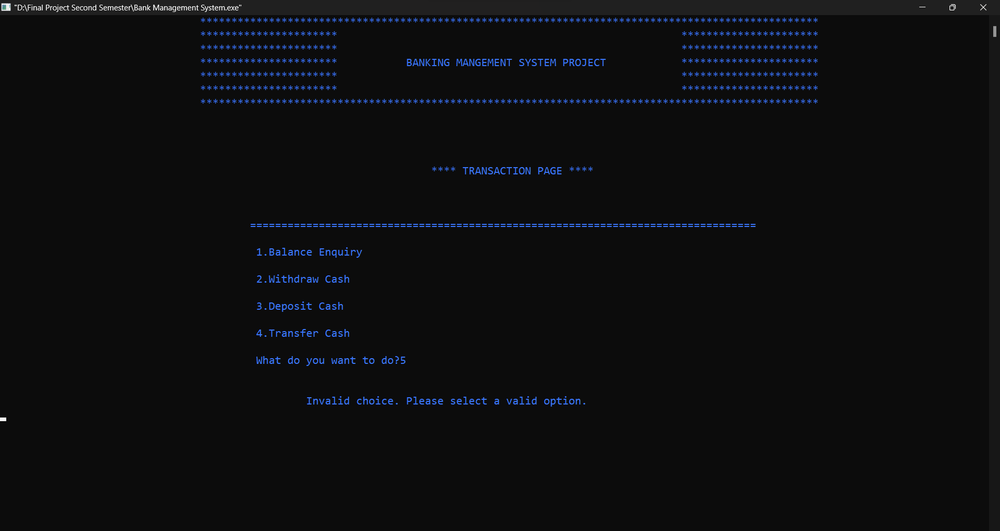 "D:\Final Project Second Semester\Bank Management System.exe"
***************************************************************************************************
********************** **********************
********************** **********************
********************** BANKING MANGEMENT SYSTEM PROJECT **********************
********************** **********************
********************** **********************
***************************************************************************************************
**** TRANSACTION PAGE ****
=================================================================================
1.Balance Enquiry
2.Withdraw Cash
3.Deposit Cash
4.Transfer Cash
What do you want to do?5
Invalid choice. Please select a valid option.